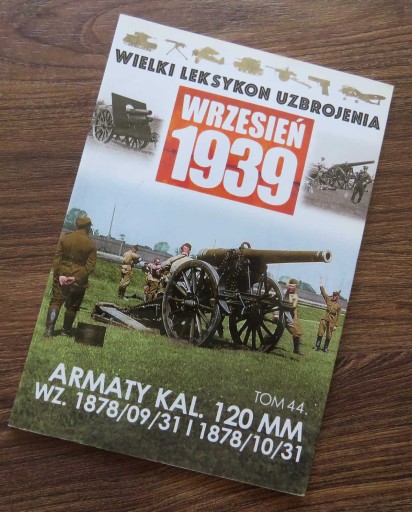 WIELKI LEKSYKON UZBROJENIA
WRZESIEŃ
1939
TOM 44.
ARMATY KAL. 120 MM
WZ. 1878/09/31 I 1878/10/31